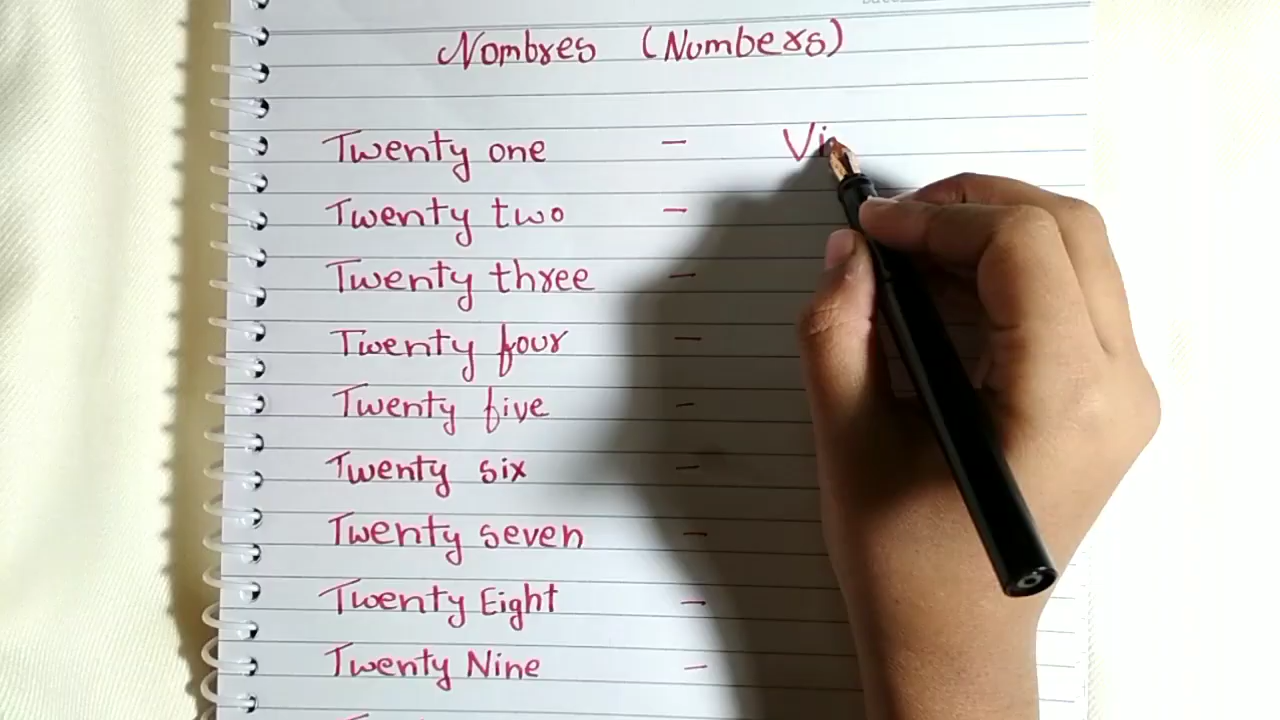 Nombres (Numbers)
Twenty one - Vi
Twenty two -
Twenty three -
Twenty four -
Twenty five -
Twenty six -
Twenty seven -
Twenty Eight -
Twenty Nine -